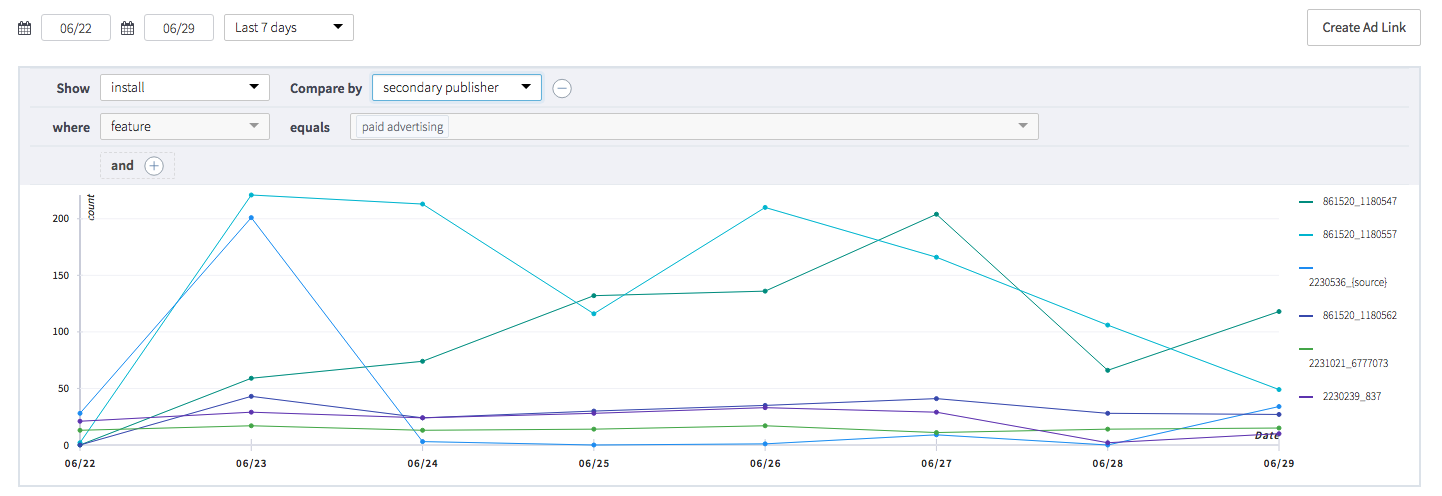 06/22 06/29 Last 7 days Create Ad Link
Show install Compare by secondary publisher
where feature equals paid advertising
and
count
200
150
100
50
0
06/22 06/23 06/24 06/25 06/26 06/27 06/28 06/29
Date
861520_1180547
861520_1180557
2230536_{source}
861520_1180562
2231021_6777073
2230239_837